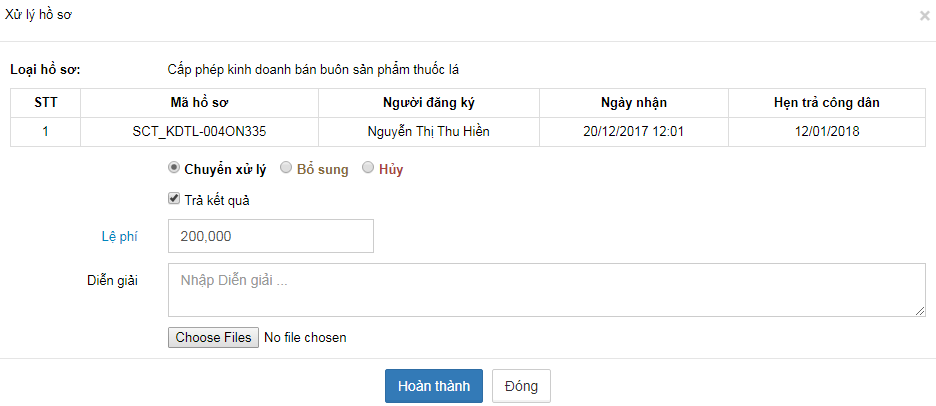 Xử lý hồ sơ ×
Loại hồ sơ: Cấp phép kinh doanh bán buôn sản phẩm thuốc lá
STT Mã hồ sơ Người đăng ký Ngày nhận Hẹn trả công dân
1 SCT_KDTL-004ON335 Nguyễn Thị Thu Hiền 20/12/2017 12:01 12/01/2018
Chuyển xử lý Bổ sung Hủy
Trả kết quả
Lệ phí 200,000
Diễn giải Nhập Diễn giải ...
Choose Files No file chosen
Hoàn thành Đóng